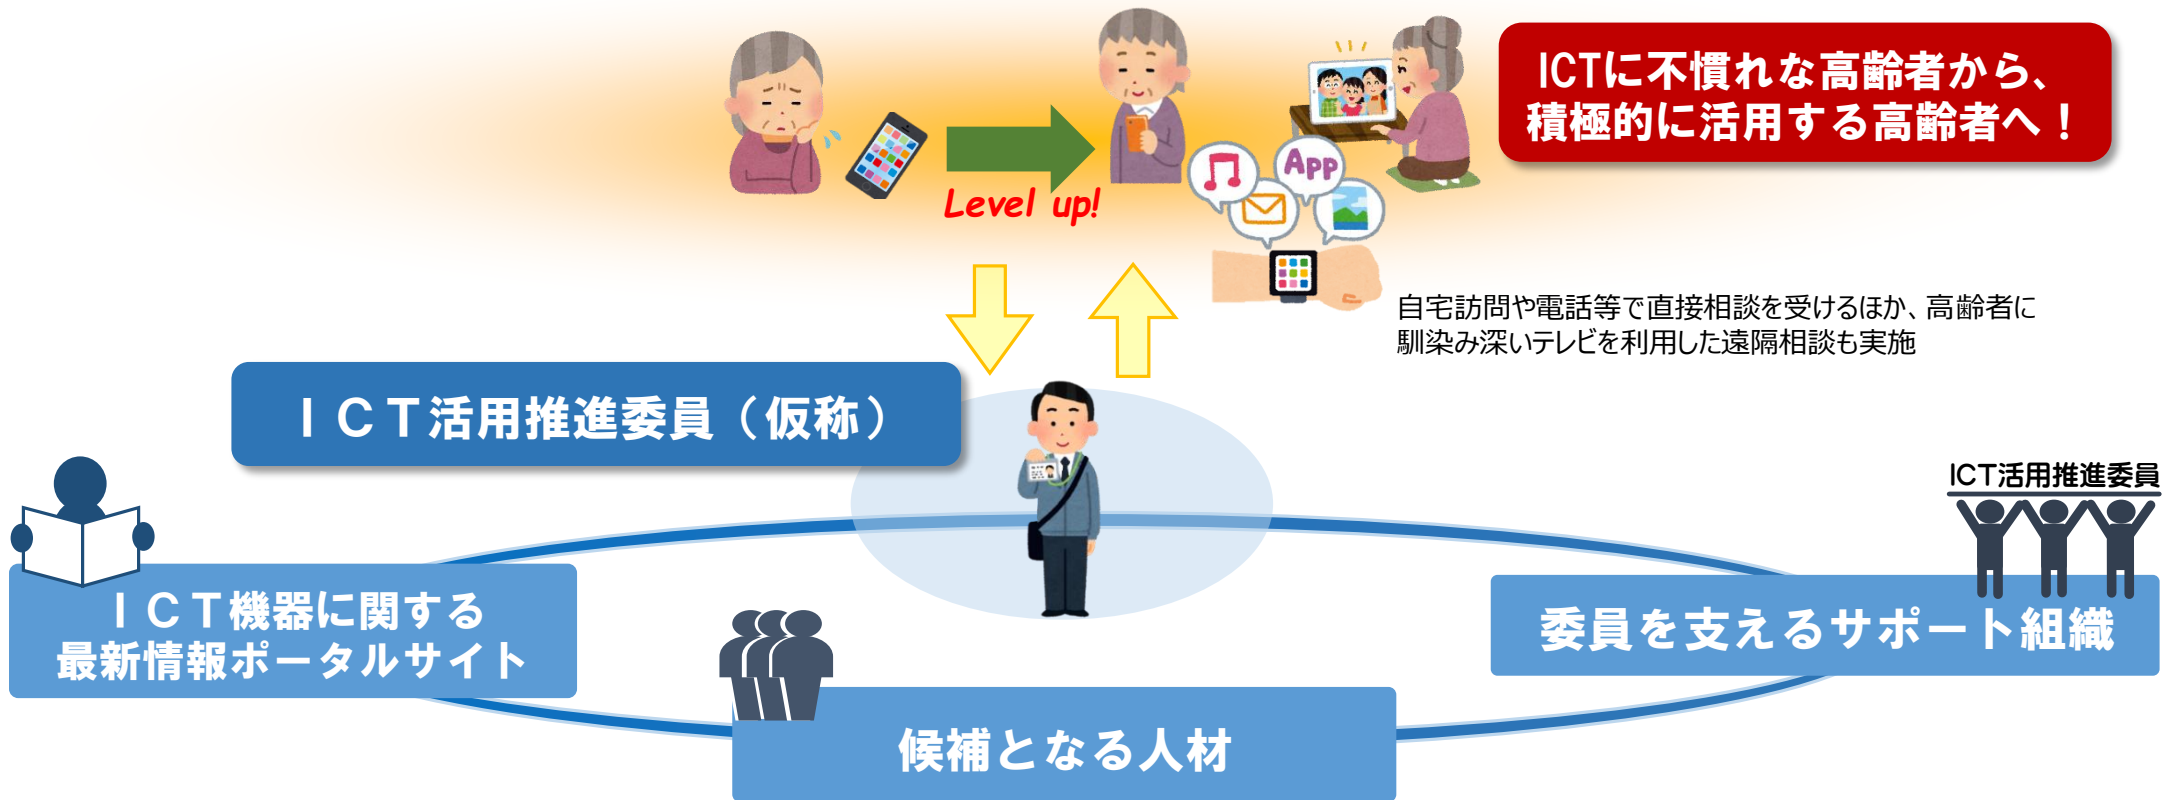 ICTに不慣れな高齢者から、
積極的に活用する高齢者へ！
App
Level up!
自宅訪問や電話等で直接相談を受けるほか、高齢者に
馴染み深いテレビを利用した遠隔相談も実施
ＩＣＴ活用推進委員（仮称）
ICT活用推進委員
ＩＣＴ機器に関する
最新情報ポータルサイト
委員を支えるサポート組織
候補となる人材